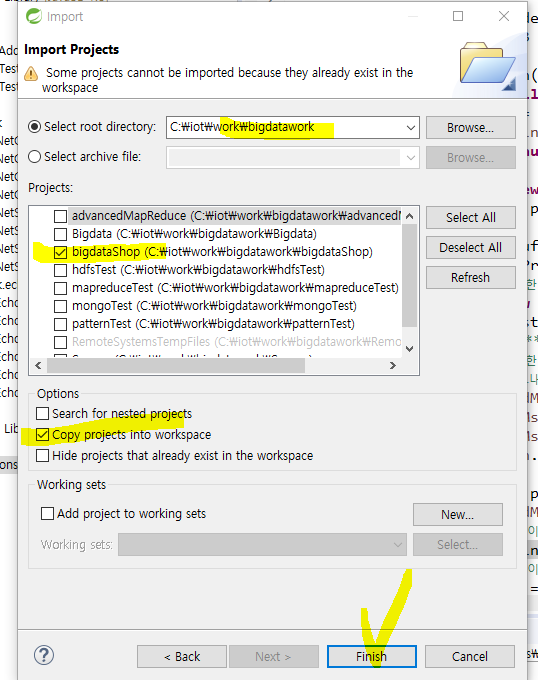 Import
Import Projects
Some projects cannot be imported because they already exist in the
workspace
Select root directory: C:₩iot₩work₩bigdatawork Browse...
Select archive file: Browse...
Projects:
advancedMapReduce (C:₩iot₩work₩bigdatawork₩advancedM
Bigdata (C:₩iot₩work₩bigdatawork₩Bigdata)
bigdataShop (C:₩iot₩work₩bigdatawork₩bigdataShop)
hdfsTest (C:₩iot₩work₩bigdatawork₩hdfsTest)
mapreduceTest (C:₩iot₩work₩bigdatawork₩mapreduceTest)
mongoTest (C:₩iot₩work₩bigdatawork₩mongoTest)
patternTest (C:₩iot₩work₩bigdatawork₩patternTest)
RemoteSystemsTempFiles (C:₩iot₩work₩bigdatawork₩Remo
Select All
Deselect All
Refresh
Options
Search for nested projects
Copy projects into workspace
Hide projects that already exist in the workspace
Working sets
Add project to working sets New...
Working sets: Select...
? < Back Next > Finish Cancel